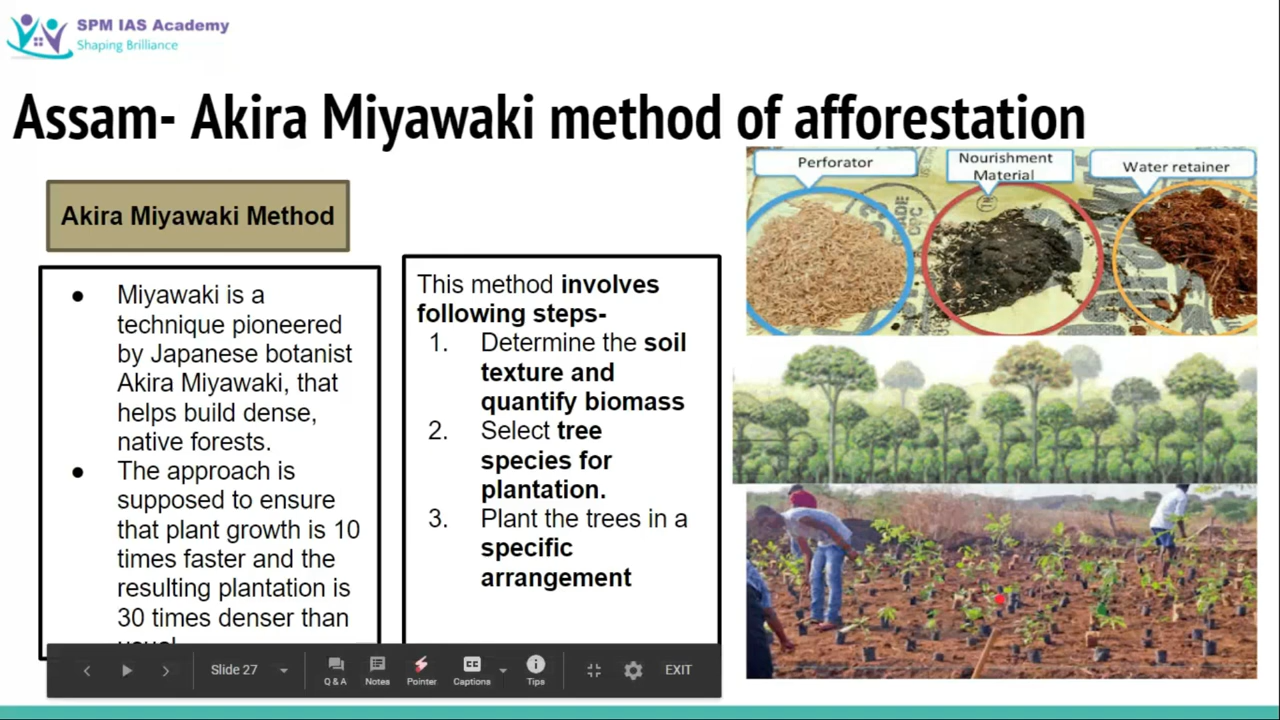 SPM IAS Academy
Shaping Brilliance
Assam- Akira Miyawaki method of afforestation
Akira Miyawaki Method
● Miyawaki is a
technique pioneered
by Japanese botanist
Akira Miyawaki, that
helps build dense,
native forests.
● The approach is
supposed to ensure
that plant growth is 10
times faster and the
resulting plantation is
30 times denser than
This method involves
following steps-
1. Determine the soil
texture and
quantify biomass
2. Select tree
species for
plantation.
3. Plant the trees in a
specific
arrangement
Perforator
Nourishment
Material
Water retainer
GRADE
OPC
Slide 27
Q & A
Notes
Pointer
CC
Captions
Tips
EXIT